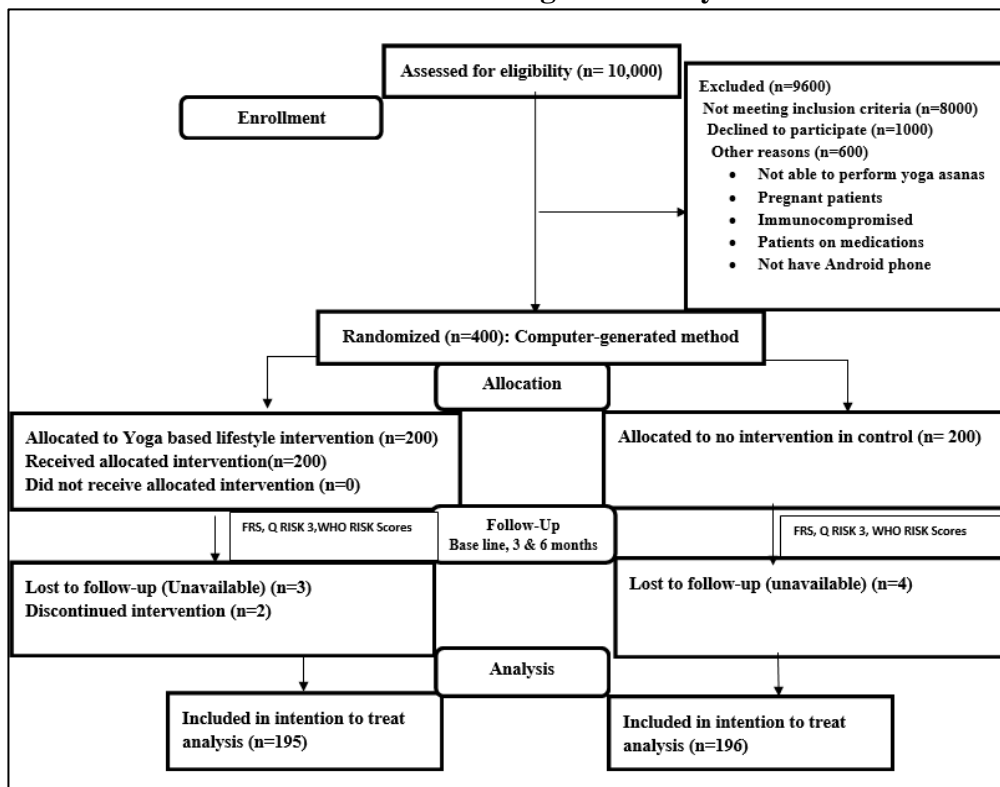 Assessed for eligibility (n= 10,000)
Enrollment
Excluded (n=9600)
Not meeting inclusion criteria (n=8000)
Declined to participate (n=1000)
Other reasons (n=600)
• Not able to perform yoga asanas
• Pregnant patients
• Immunocompromised
• Patients on medications
• Not have Android phone
Randomized (n=400): Computer-generated method
Allocation
Allocated to Yoga based lifestyle intervention (n=200)
Received allocated intervention(n=200)
Did not receive allocated intervention (n=0)
Allocated to no intervention in control (n= 200)
FRS, Q RISK 3,WHO RISK Scores
Follow-Up
Base line, 3 & 6 months
FRS, Q RISK 3, WHO RISK Scores
Lost to follow-up (Unavailable) (n=3)
Discontinued intervention (n=2)
Lost to follow-up (unavailable) (n=4)
Analysis
Included in intention to treat
analysis (n=195)
Included in intention to treat
analysis (n=196)